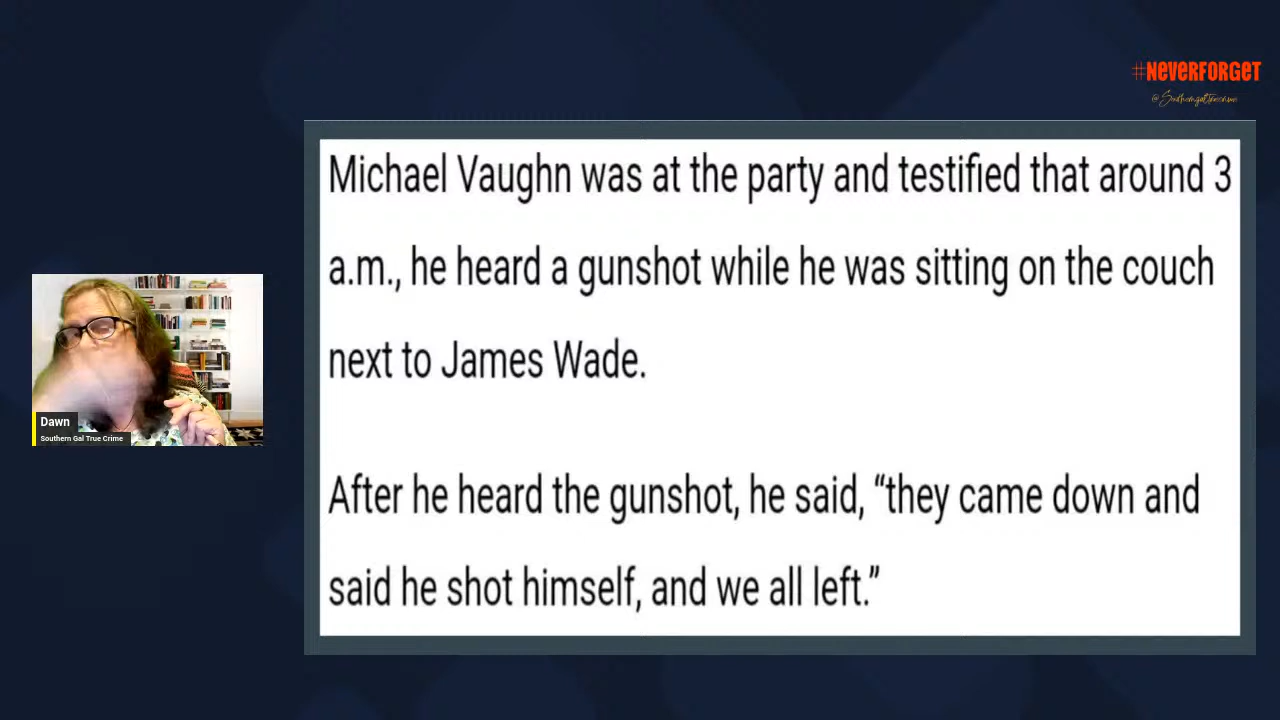 #NEVERFORGET
@Southerngaltruecrime
Michael Vaughn was at the party and testified that around 3
a.m., he heard a gunshot while he was sitting on the couch
next to James Wade.
After he heard the gunshot, he said, “they came down and
said he shot himself, and we all left.”
Dawn
Southern Gal True Crime